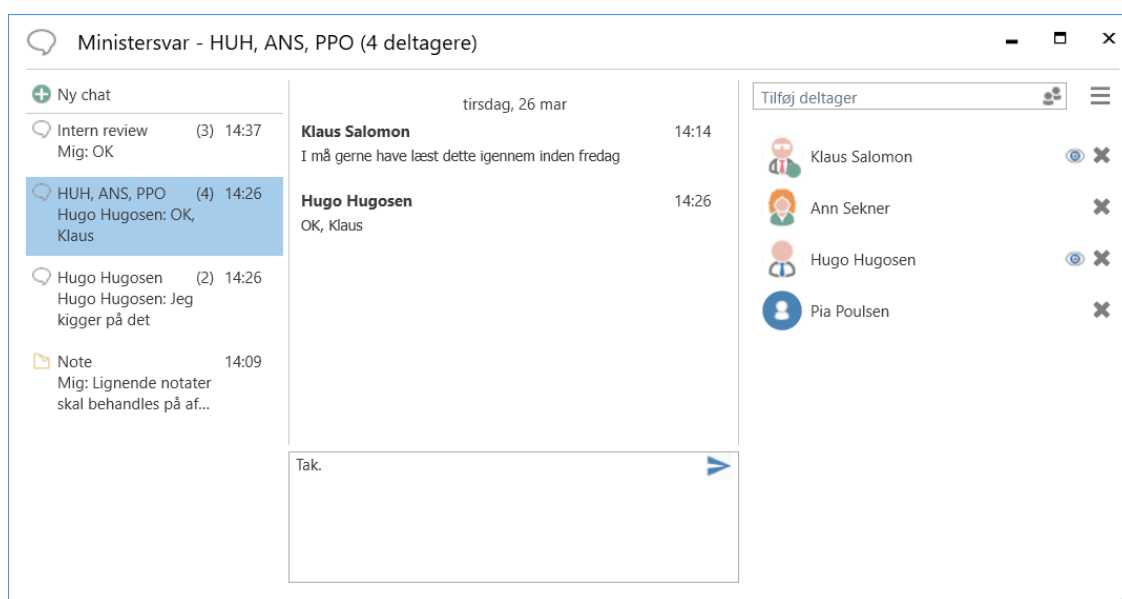 Ministersvar - HUH, ANS, PPO (4 deltagere)
Ny chat
Intern review (3) 14:37
Mig: OK
HUH, ANS, PPO (4) 14:26
Hugo Hugosen: OK,
Klaus
Hugo Hugosen (2) 14:26
Hugo Hugosen: Jeg
kigger på det
Note 14:09
Mig: Lignende notater
skal behandles på af...
tirsdag, 26 mar
Klaus Salomon 14:14
I må gerne have læst dette igennem inden fredag
Hugo Hugosen 14:26
OK, Klaus
Tak.
Tilføj deltager
Klaus Salomon
Ann Sekner
Hugo Hugosen
Pia Poulsen